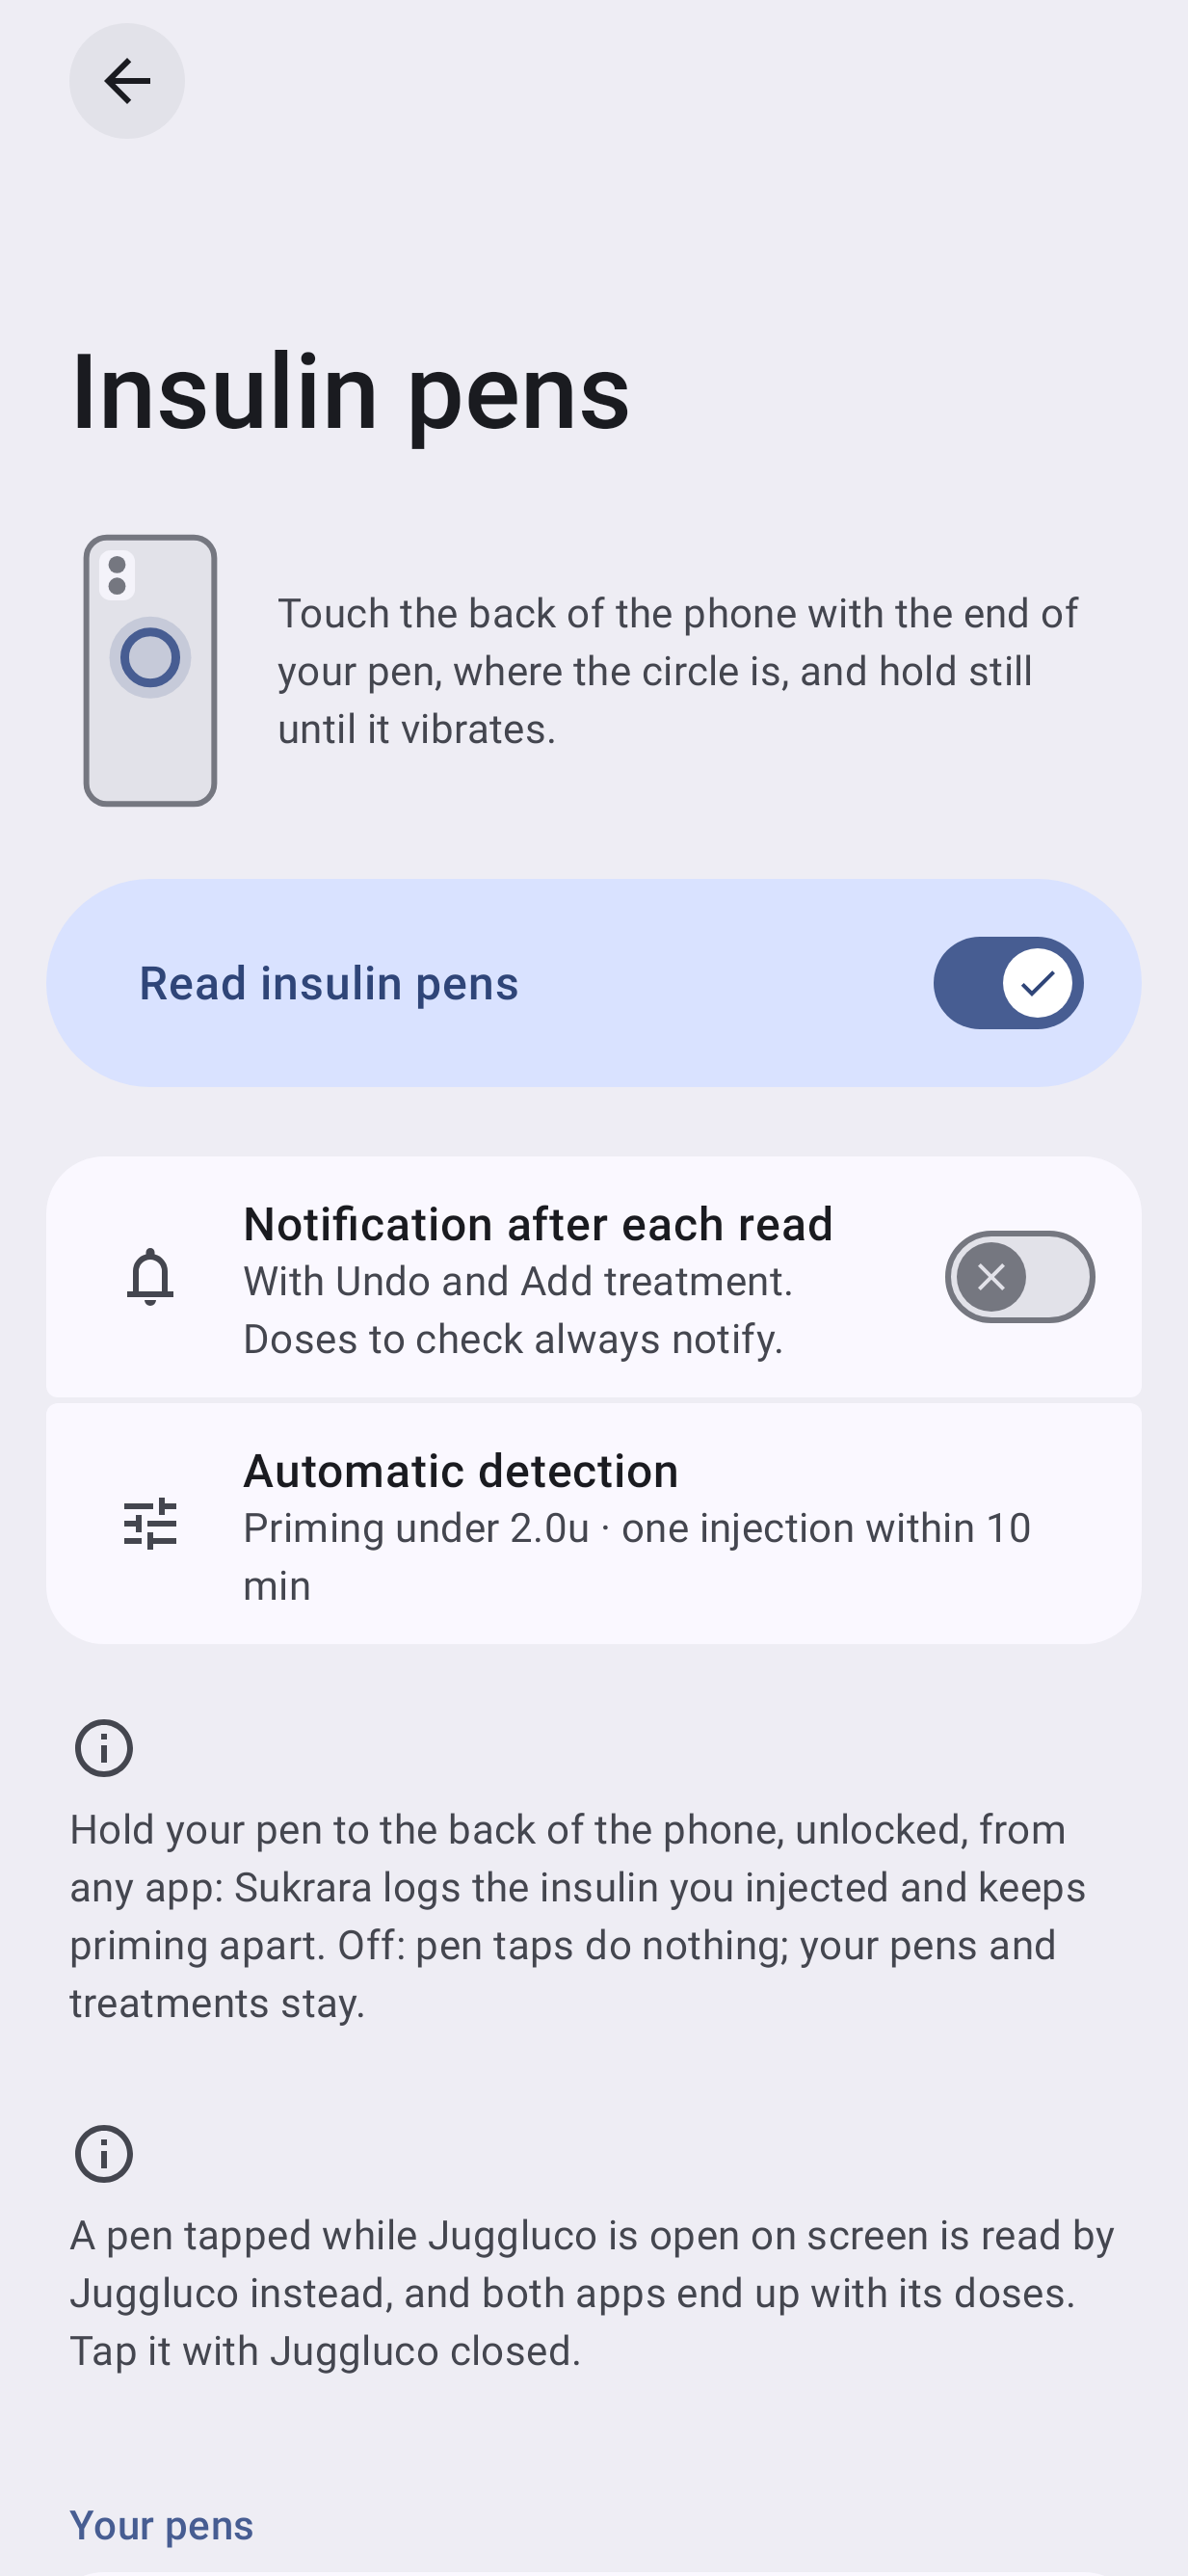 Insulin pens
Touch the back of the phone with the end of
your pen, where the circle is, and hold still
until it vibrates.
Read insulin pens
Notification after each read
With Undo and Add treatment.
Doses to check always notify.
Automatic detection
Priming under 2.0u · one injection within 10
min
Hold your pen to the back of the phone, unlocked, from
any app: Sukrara logs the insulin you injected and keeps
priming apart. Off: pen taps do nothing; your pens and
treatments stay.
A pen tapped while Juggluco is open on screen is read by
Juggluco instead, and both apps end up with its doses.
Tap it with Juggluco closed.
Your pens